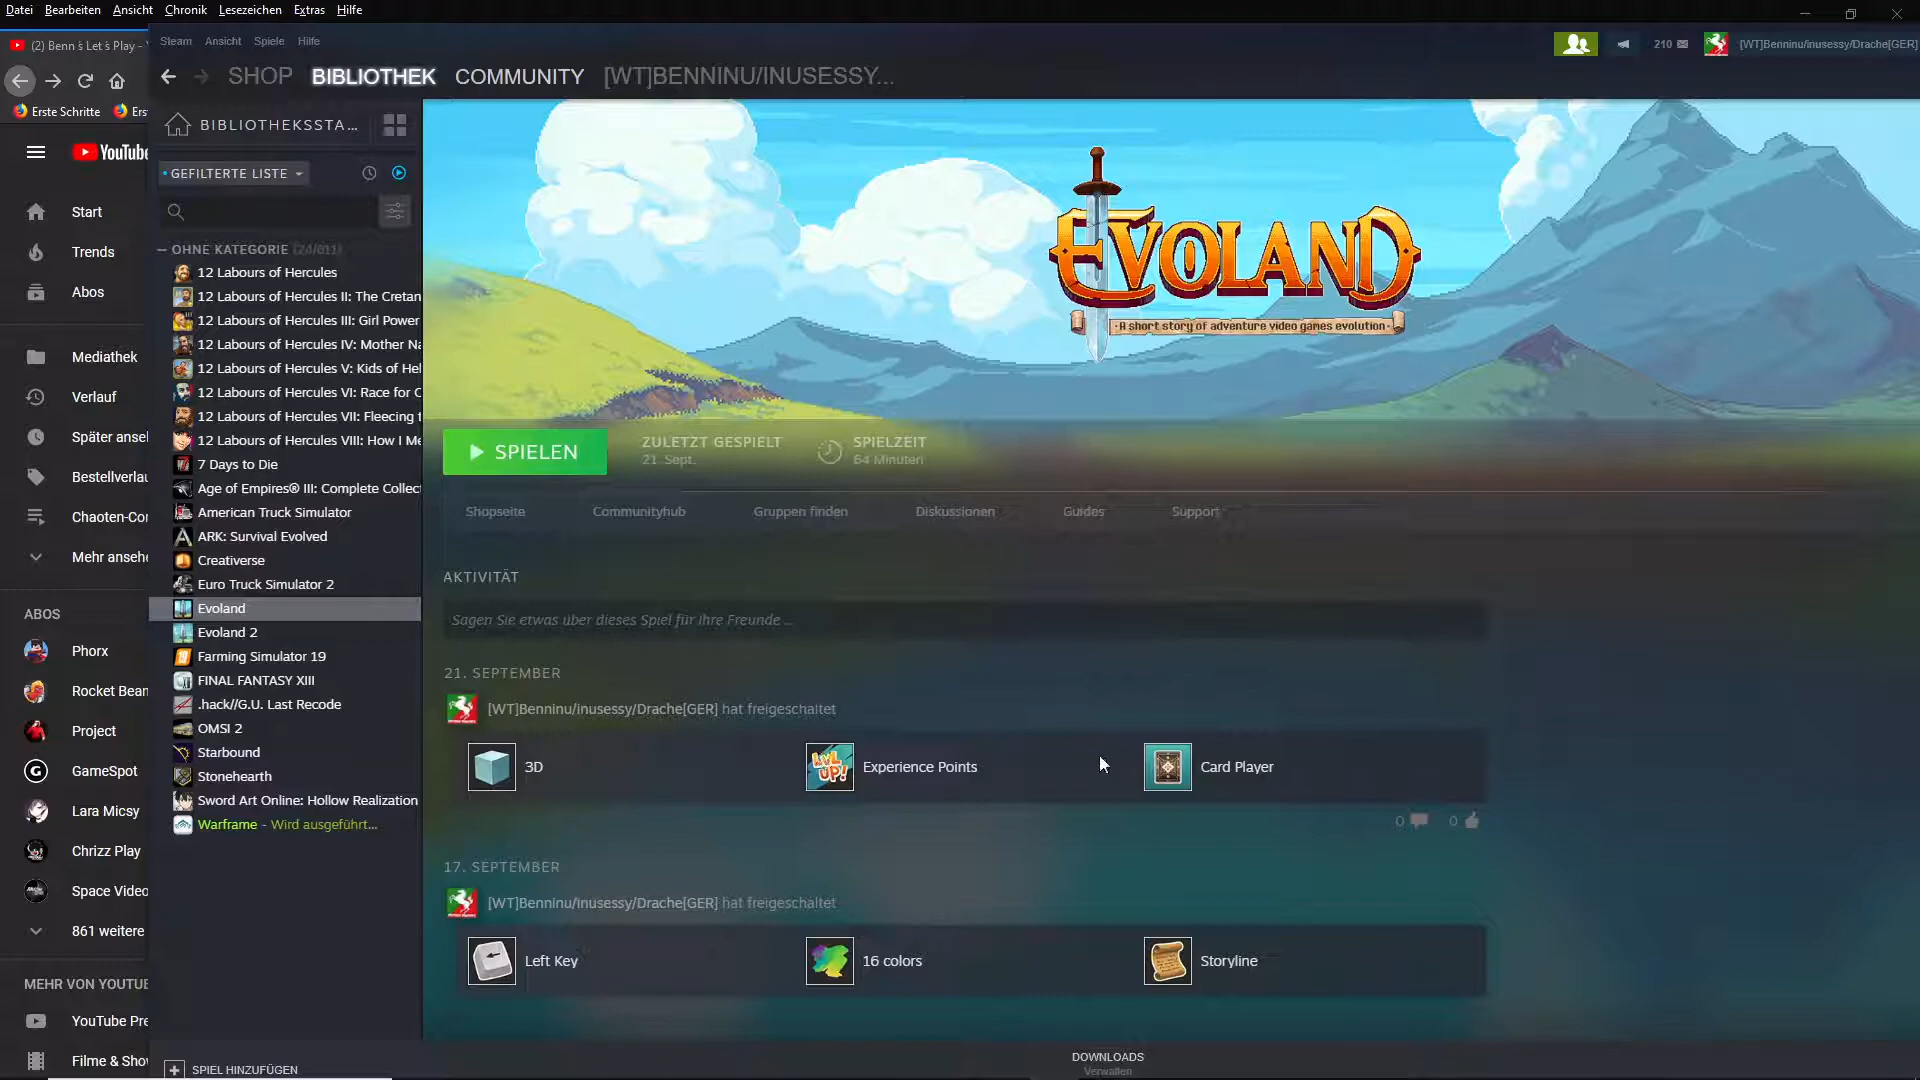 Datei Bearbeiten Ansicht Chronik Lesezeichen Extras Hilfe
(2) Benn´s Let´s Play -
Steam Ansicht Spiele Hilfe
210
[WT]Benninu/inusessy/Drache[GER]
SHOP BIBLIOTHEK COMMUNITY [WT]BENNINU/INUSESSY...
Erste Schritte
Ers
BIBLIOTHEKSSTA...
YouTube
GEFILTERTE LISTE
Start
Trends
Abos
Mediathek
Verlauf
Später anse
Bestellverlau
Chaoten-Co
Mehr ansehe
ABOS
Phorx
Rocket Bean
Project
GameSpot
Lara Micsy
Chrizz Play
Space Video
861 weitere
MEHR VON YOUTUB
YouTube Pre
Filme & Sho
— OHNE KATEGORIE
12 Labours of Hercules
12 Labours of Hercules II: The Cretan
12 Labours of Hercules III: Girl Power
12 Labours of Hercules IV: Mother Na
12 Labours of Hercules V: Kids of Hel
12 Labours of Hercules VI: Race for O
12 Labours of Hercules VII: Fleecing t
12 Labours of Hercules VIII: How I Me
7 Days to Die
Age of Empires® III: Complete Collect
American Truck Simulator
ARK: Survival Evolved
Creativerse
Euro Truck Simulator 2
Evoland
Evoland 2
Farming Simulator 19
FINAL FANTASY XIII
.hack//G.U. Last Recode
OMSI 2
Starbound
Stonehearth
Sword Art Online: Hollow Realization
Warframe - Wird ausgeführt...
SPIEL HINZUFÜGEN
EVOLAND
·A short story of adventure video games evolution·
SPIELEN
ZULETZT GESPIELT
21. Sept.
SPIELZEIT
64 Minuten
Shopseite Communityhub Gruppen finden Diskussionen Guides Support
AKTIVITÄT
Sagen Sie etwas über dieses Spiel für Ihre Freunde ...
21. SEPTEMBER
[WT]Benninu/inusessy/Drache[GER] hat freigeschaltet
3D
LVL UP!
Experience Points
Card Player
0 0
17. SEPTEMBER
[WT]Benninu/inusessy/Drache[GER] hat freigeschaltet
Left Key
16 colors
Storyline
DOWNLOADS
Verwalten